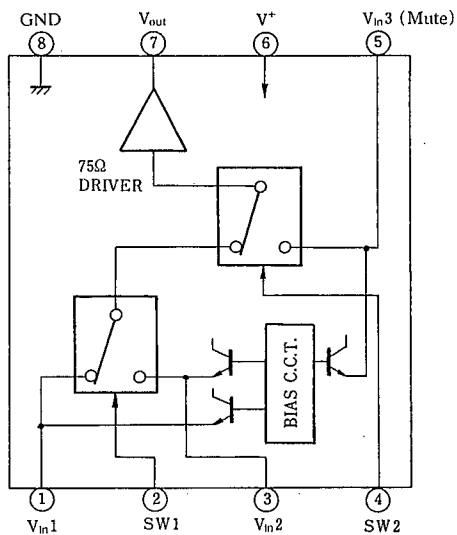 GND Vout V+ Vin3 (Mute)
8 7 6 5
75Ω
DRIVER
BIAS C.C.T.
1 2 3 4
Vin1 SW1 Vin2 SW2